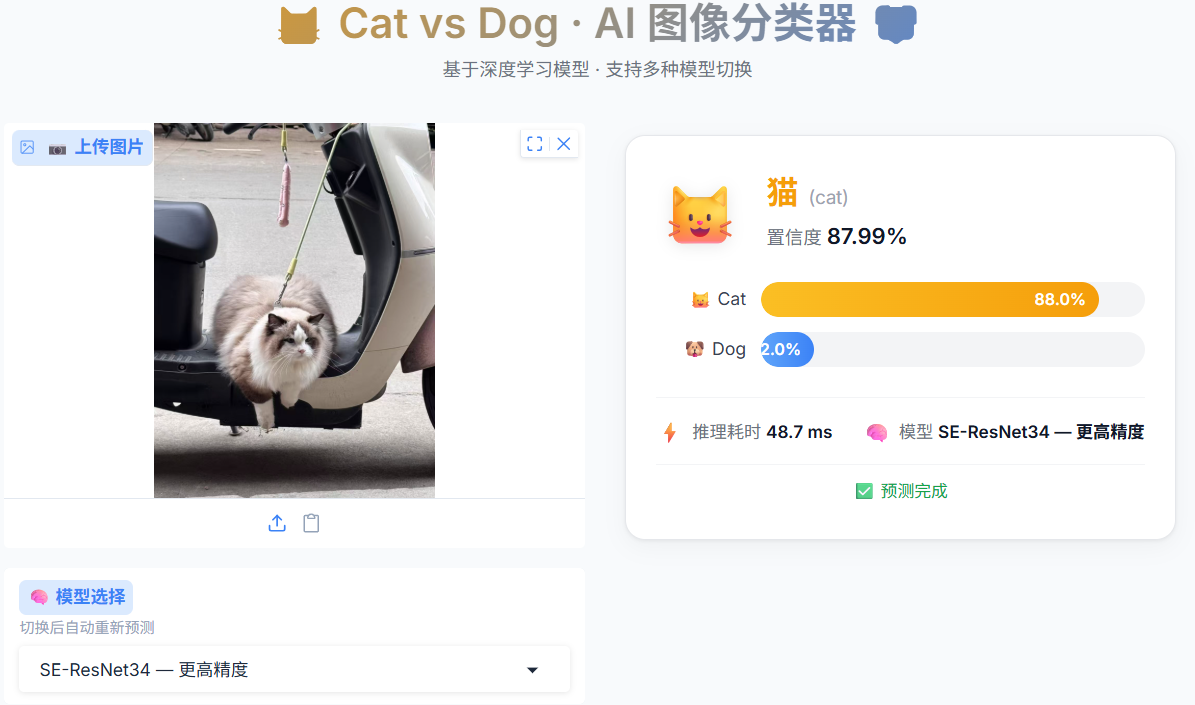 Cat vs Dog · AI 图像分类器
基于深度学习模型 · 支持多种模型切换
上传图片
猫 (cat)
置信度 87.99%
Cat 88.0%
Dog 2.0%
推理耗时 48.7 ms 模型 SE-ResNet34 — 更高精度
预测完成
模型选择
切换后自动重新预测
SE-ResNet34 — 更高精度